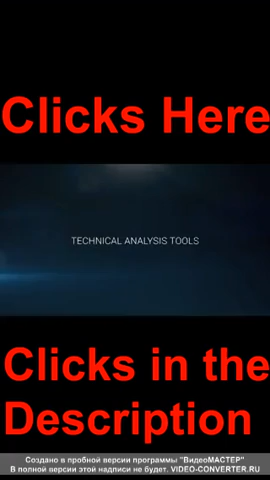 Clicks Here
TECHNICAL ANALYSIS TOOLS
Clicks in the
Description
Создано в пробной версии программы "ВидеоМАСТЕР"
В полной версии этой надписи не будет. VIDEO-CONVERTER.RU